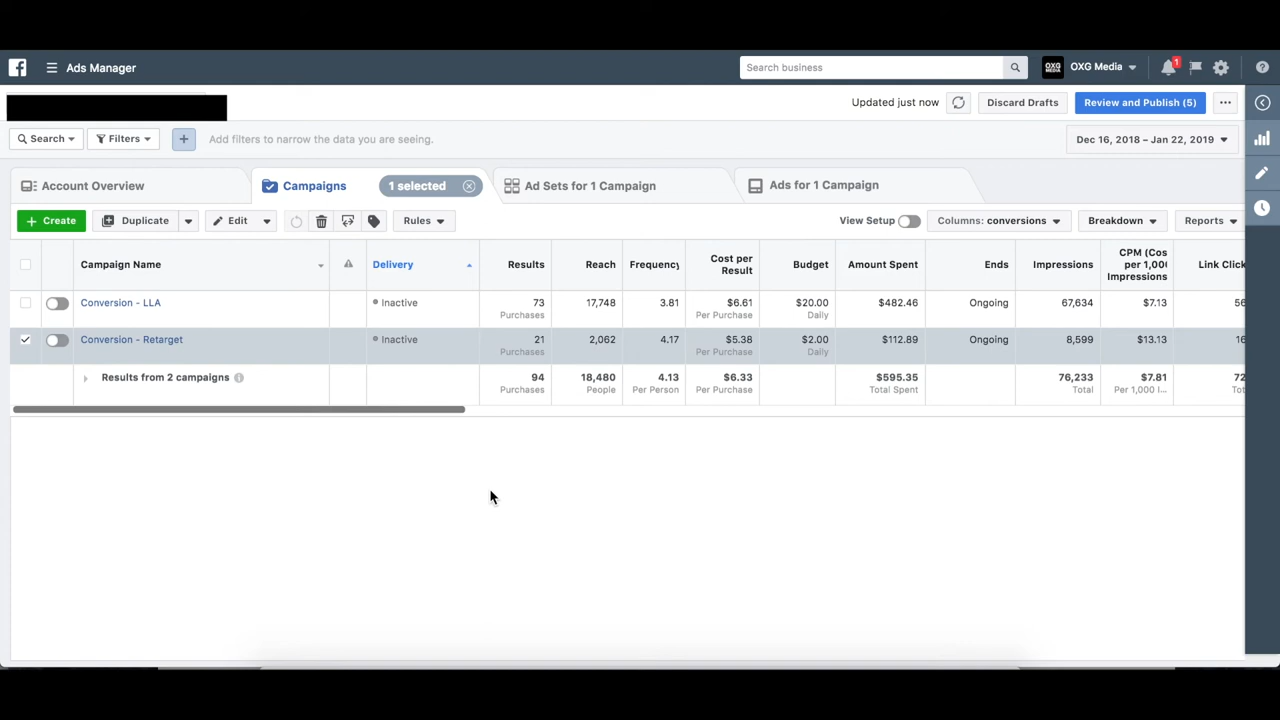 Ads Manager
Search business
OXG MEDIA
OXG Media
1
Updated just now
Discard Drafts
Review and Publish (5)
Search
Filters
Add filters to narrow the data you are seeing.
Dec 16, 2018 – Jan 22, 2019
Account Overview
Campaigns
1 selected
Ad Sets for 1 Campaign
Ads for 1 Campaign
+ Create
Duplicate
Edit
Rules
View Setup
Columns: conversions
Breakdown
Reports
Campaign Name
Delivery
Results
Reach
Frequency
Cost per
Result
Budget
Amount Spent
Ends
Impressions
CPM (Cos
per 1,00
Impressions
Link Click
Conversion - LLA
Inactive
73
Purchases
17,748
3.81
$6.61
Per Purchase
$20.00
Daily
$482.46
Ongoing
67,634
$7.13
56
Conversion - Retarget
Inactive
21
Purchases
2,062
4.17
$5.38
Per Purchase
$2.00
Daily
$112.89
Ongoing
8,599
$13.13
16
Results from 2 campaigns
94
Purchases
18,480
People
4.13
Per Person
$6.33
Per Purchase
$595.35
Total Spent
76,233
Total
$7.81
Per 1,000 I...
72
Tot